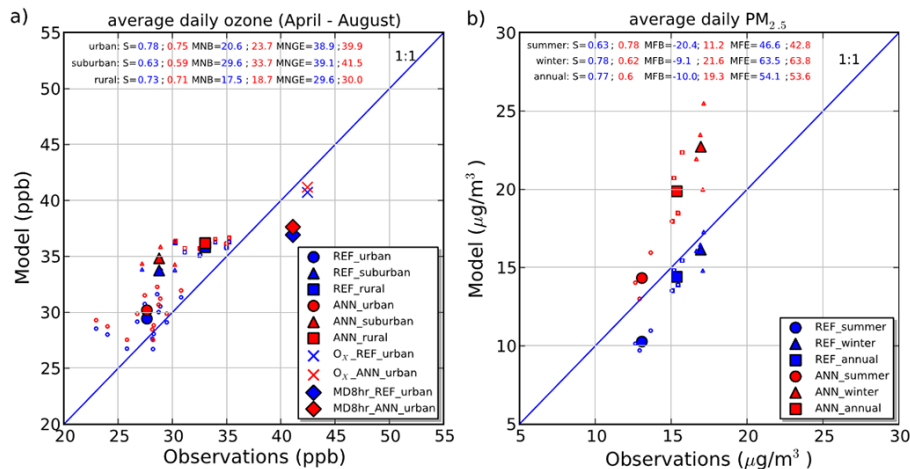 a)
average daily ozone (April - August)
urban: S=0.78 ; 0.75 MNB=20.6 ; 23.7 MNGE=38.9 ; 39.9
suburban: S=0.63 ; 0.59 MNB=29.6 ; 33.7 MNGE=39.1 ; 41.5
rural: S=0.73 ; 0.71 MNB=17.5 ; 18.7 MNGE=29.6 ; 30.0
1:1
55
50
45
40
35
30
25
20
Model (ppb)
REF_urban
REF_suburban
REF_rural
ANN_urban
ANN_suburban
ANN_rural
OX_REF_urban
OX_ANN_urban
MD8hr_REF_urban
MD8hr_ANN_urban
20 25 30 35 40 45 50 55
Observations (ppb)
b)
average daily PM2.5
summer: S=0.63 ; 0.78 MFB=-20.4; 11.2 MFE=46.6 ; 42.8
winter: S=0.78 ; 0.62 MFB=-9.1 ; 21.6 MFE=63.5 ; 63.8
annual: S=0.77 ; 0.6 MFB=-10.0; 19.3 MFE=54.1 ; 53.6
1:1
30
25
20
15
10
5
Model (μg/m³)
REF_summer
REF_winter
REF_annual
ANN_summer
ANN_winter
ANN_annual
5 10 15 20 25 30
Observations (μg/m³)